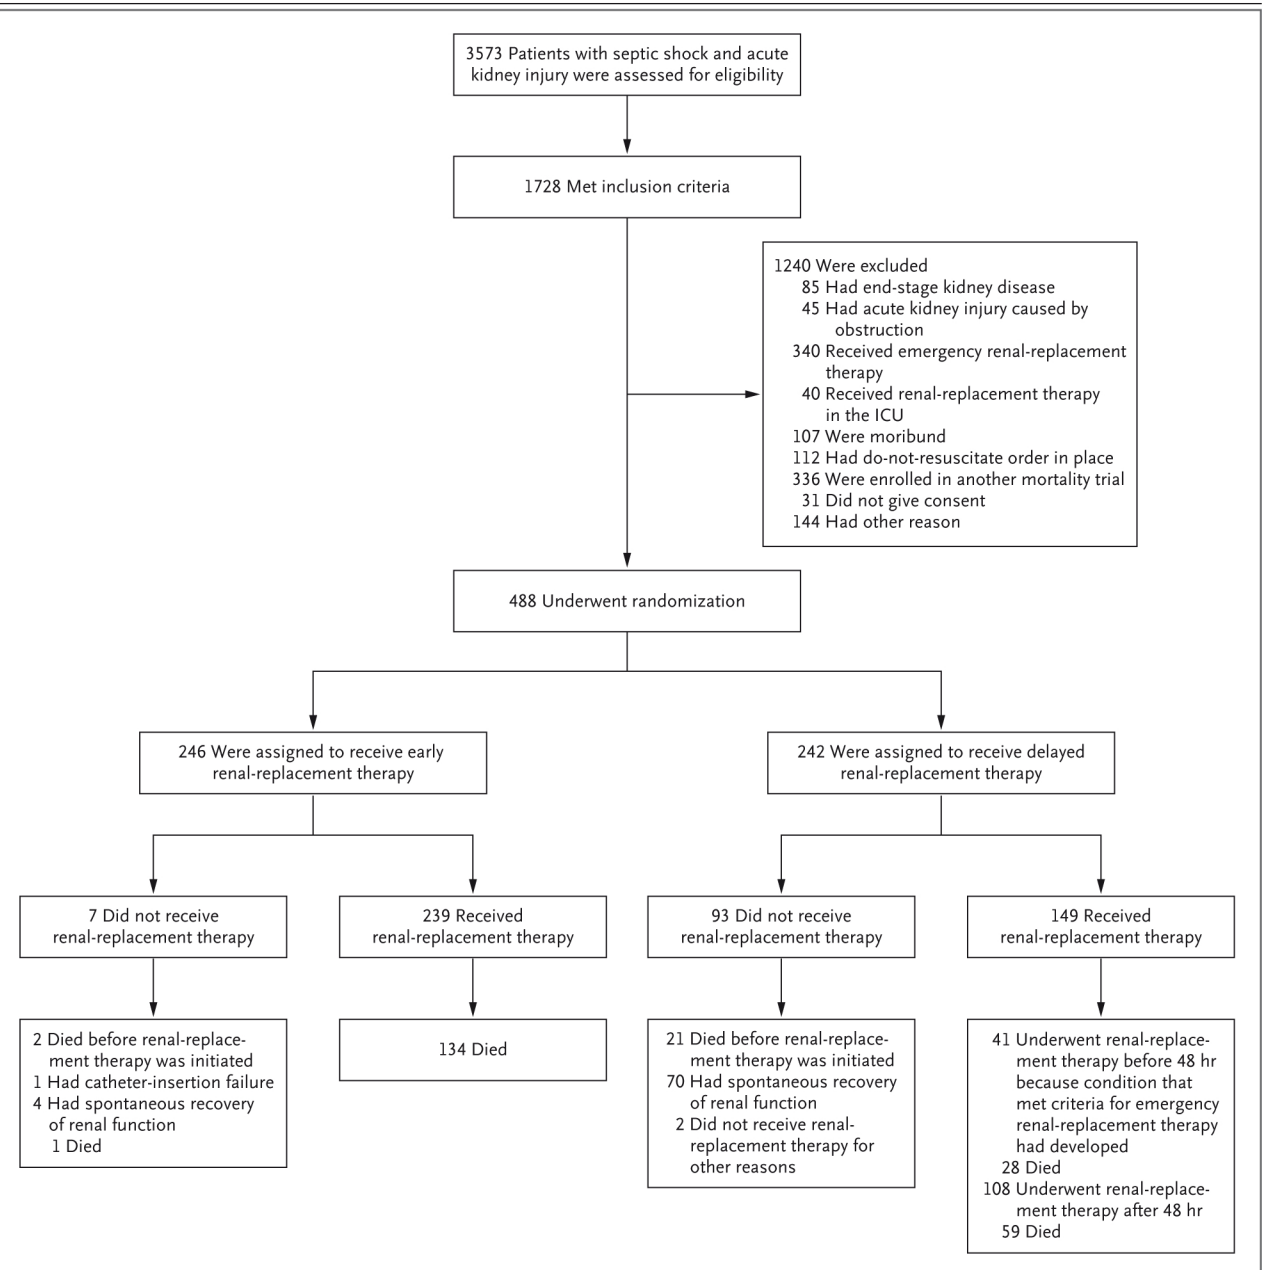 3573 Patients with septic shock and acute
kidney injury were assessed for eligibility
1728 Met inclusion criteria
1240 Were excluded
85 Had end-stage kidney disease
45 Had acute kidney injury caused by
obstruction
340 Received emergency renal-replacement
therapy
40 Received renal-replacement therapy
in the ICU
107 Were moribund
112 Had do-not-resuscitate order in place
336 Were enrolled in another mortality trial
31 Did not give consent
144 Had other reason
488 Underwent randomization
246 Were assigned to receive early
renal-replacement therapy
242 Were assigned to receive delayed
renal-replacement therapy
7 Did not receive
renal-replacement therapy
239 Received
renal-replacement therapy
93 Did not receive
renal-replacement therapy
149 Received
renal-replacement therapy
2 Died before renal-replace-
ment therapy was initiated
1 Had catheter-insertion failure
4 Had spontaneous recovery
of renal function
1 Died
134 Died
21 Died before renal-replace-
ment therapy was initiated
70 Had spontaneous recovery
of renal function
2 Did not receive renal-
replacement therapy for
other reasons
41 Underwent renal-replace-
ment therapy before 48 hr
because condition that
met criteria for emergency
renal-replacement therapy
had developed
28 Died
108 Underwent renal-replace-
ment therapy after 48 hr
59 Died